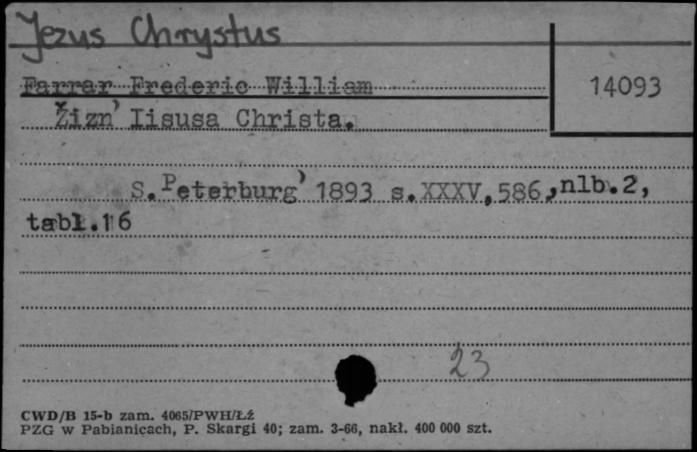 Jezus Chrystus
Farrar Frederic William
14093
Žizn' Iisusa Christa.
S. Peterburg' 1893 s.XXXV,586,nlb.2,
tabl.16
23
CWD/B 15-b zam. 4065/PWH/Łź
PZG w Pabianicach, P. Skargi 40; zam. 3-66, nakł. 400 000 szt.